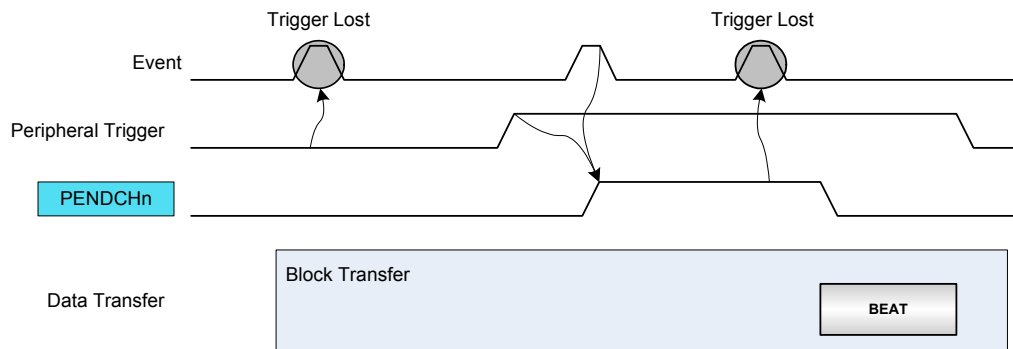 Trigger Lost
Trigger Lost
Event
Peripheral Trigger
PENDCHn
Block Transfer
Data Transfer
BEAT